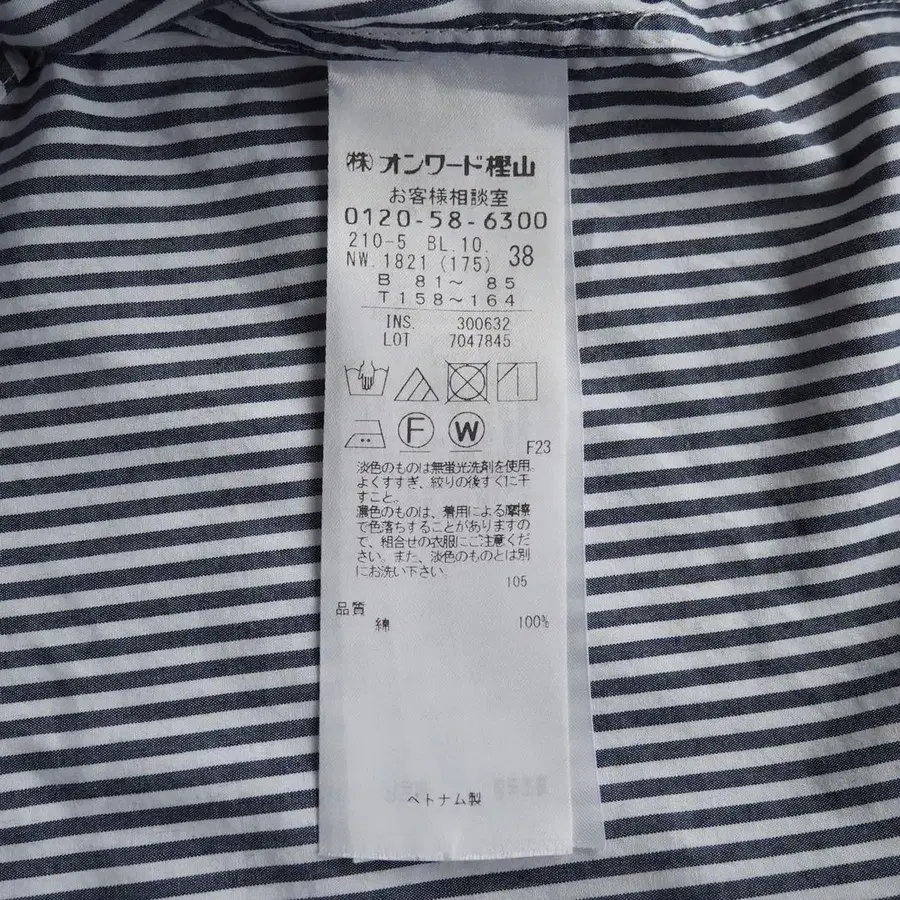 (株)オンワード樫山
お客様相談室
0120-58-6300
210-5 BL.10.
NW.1821 (175) 38
B 81~ 85
T158~164
INS. 300632
LOT 7047845
F W
F23
淡色のものは無蛍光洗剤を使用。
よくすすぎ、絞りの後すぐに干
すこと。
濃色のものは、着用による摩擦
で色落ちすることがありますの
で、組合せの衣服にご注意くだ
さい。また、淡色のものとは別
にお洗い下さい。
105
品質
綿 100%
ベトナム製